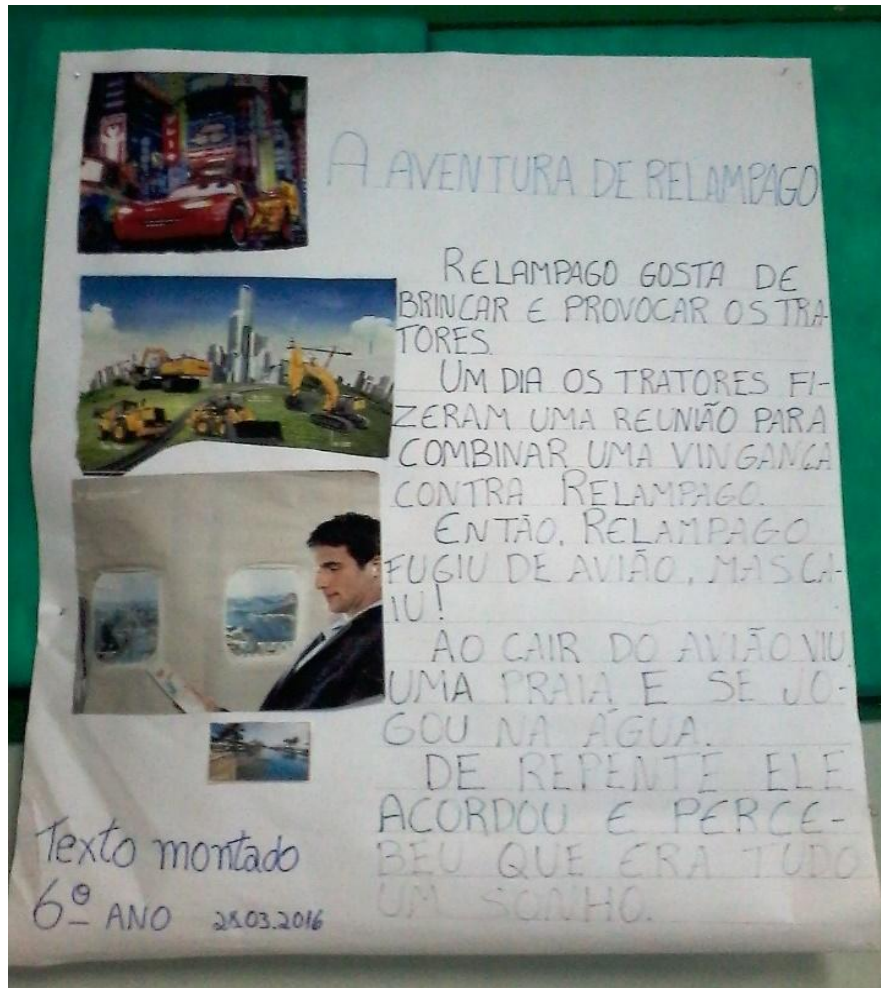 A AVENTURA DE RELAMPAGO
RELAMPAGO GOSTA DE
BRINCAR E PROVOCAR OS TRA-
TORES.
UM DIA OS TRATORES FI-
ZERAM UMA REUNIÃO PARA
COMBINAR UMA VINGANÇA
CONTRA RELAMPAGO.
ENTÃO, RELAMPAGO
FUGIU DE AVIÃO, MAS CA-
IU!
AO CAIR DO AVIÃO VIU
UMA PRAIA E SE JO-
GOU NA ÁGUA.
DE REPENTE ELE
ACORDOU E PERCE-
BEU QUE ERA TUDO
UM SONHO.
Texto montado
6º ANO 28.03.2016